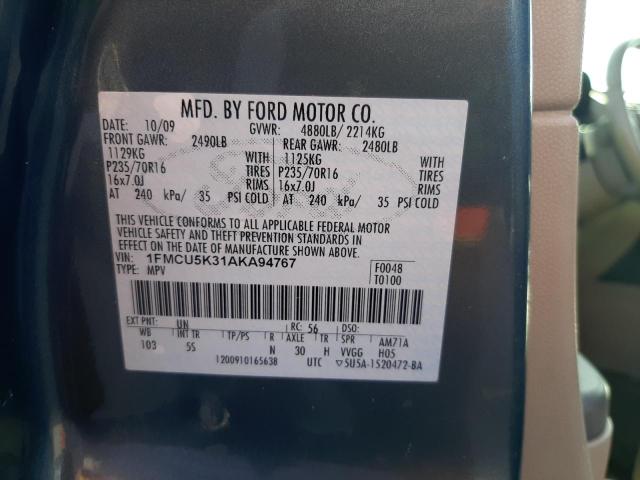 MFD. BY FORD MOTOR CO.
DATE: 10/09 GVWR: 4880LB/ 2214KG
FRONT GAWR: 2490LB REAR GAWR: 2480LB
1129KG WITH 1125KG WITH
P235/70R16 TIRES P235/70R16 TIRES
16x7.0J RIMS 16x7.0J RIMS
AT 240 kPa/ 35 PSI COLD AT 240 kPa/ 35 PSI COLD
THIS VEHICLE CONFORMS TO ALL APPLICABLE FEDERAL MOTOR
VEHICLE SAFETY AND THEFT PREVENTION STANDARDS IN
EFFECT ON THE DATE OF MANUFACTURE SHOWN ABOVE.
VIN: 1FMCU5K31AKA94767 F0048
TYPE: MPV T0100
EXT PNT: UN RC: 56 DSO:
WB INT TR TP/PS R AXLE TR SPR AM71A
103 5S N 30 H VVGG H05
1200910165638 UTC ▽5U5A-1520472-BA